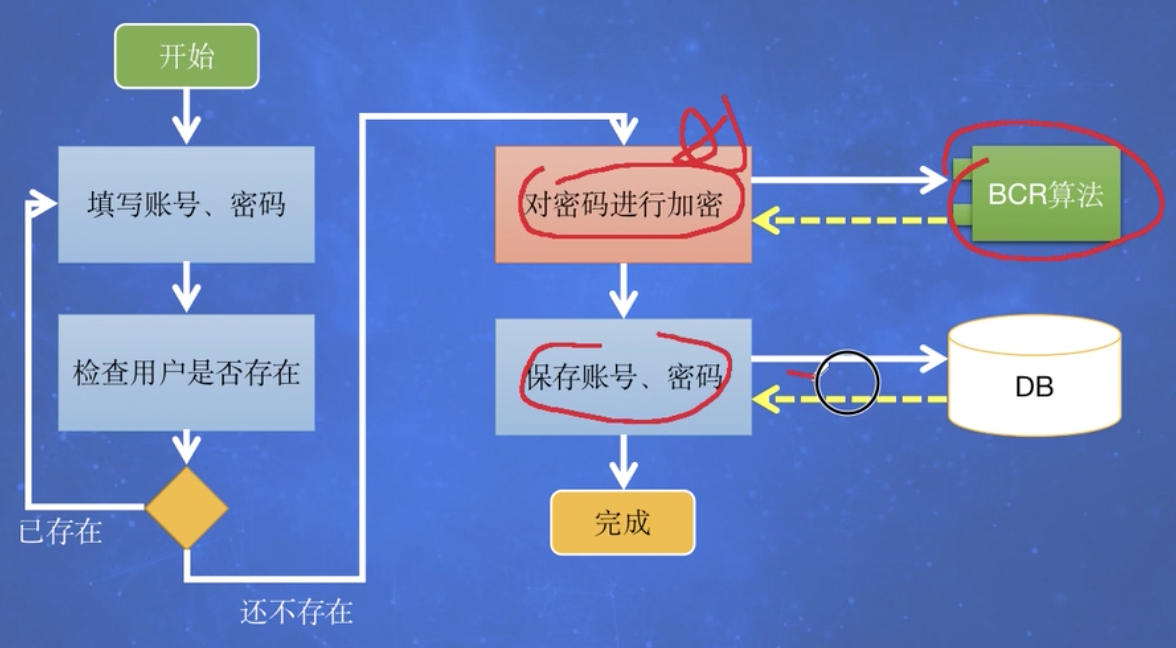 开始
填写账号、密码
检查用户是否存在
已存在
还不存在
对密码进行加密
BCR算法
保存账号、密码
DB
完成